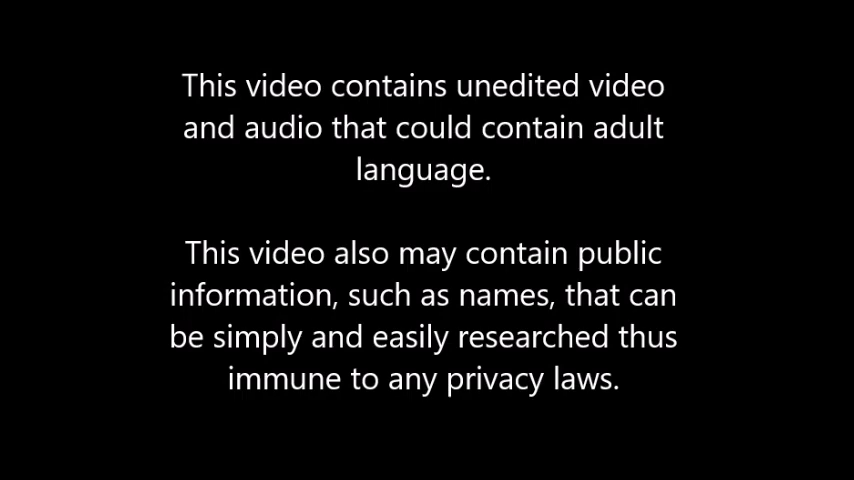 This video contains unedited video
and audio that could contain adult
language.
This video also may contain public
information, such as names, that can
be simply and easily researched thus
immune to any privacy laws.